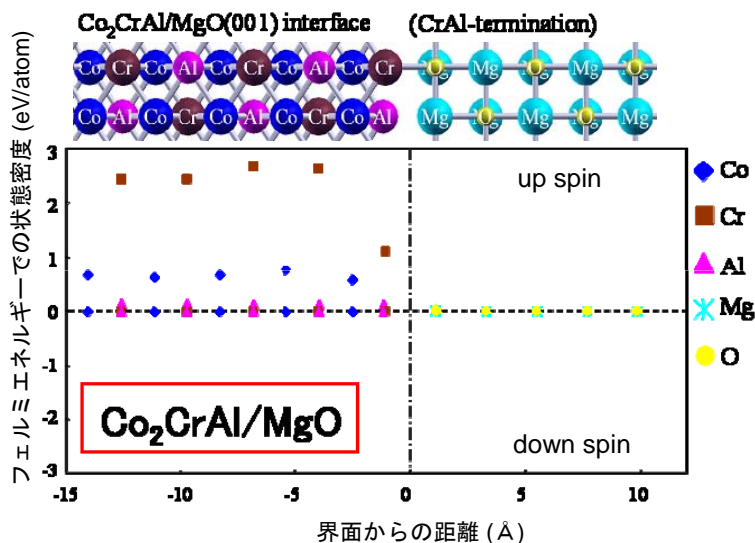 Co₂CrAl/MgO(001) interface (CrAl-termination)
Co Cr Co Al Co Cr Co Al Co Cr O Mg O Mg O
Co Al Co Cr Co Al Co Cr Co Al Mg O Mg O Mg
フェルミエネルギーでの状態密度 (eV/atom)
3
2
1
0
-1
-2
-3
up spin
down spin
Co₂CrAl/MgO
Co
Cr
Al
Mg
O
-15 -10 -5 0 5 10
界面からの距離 (Å)